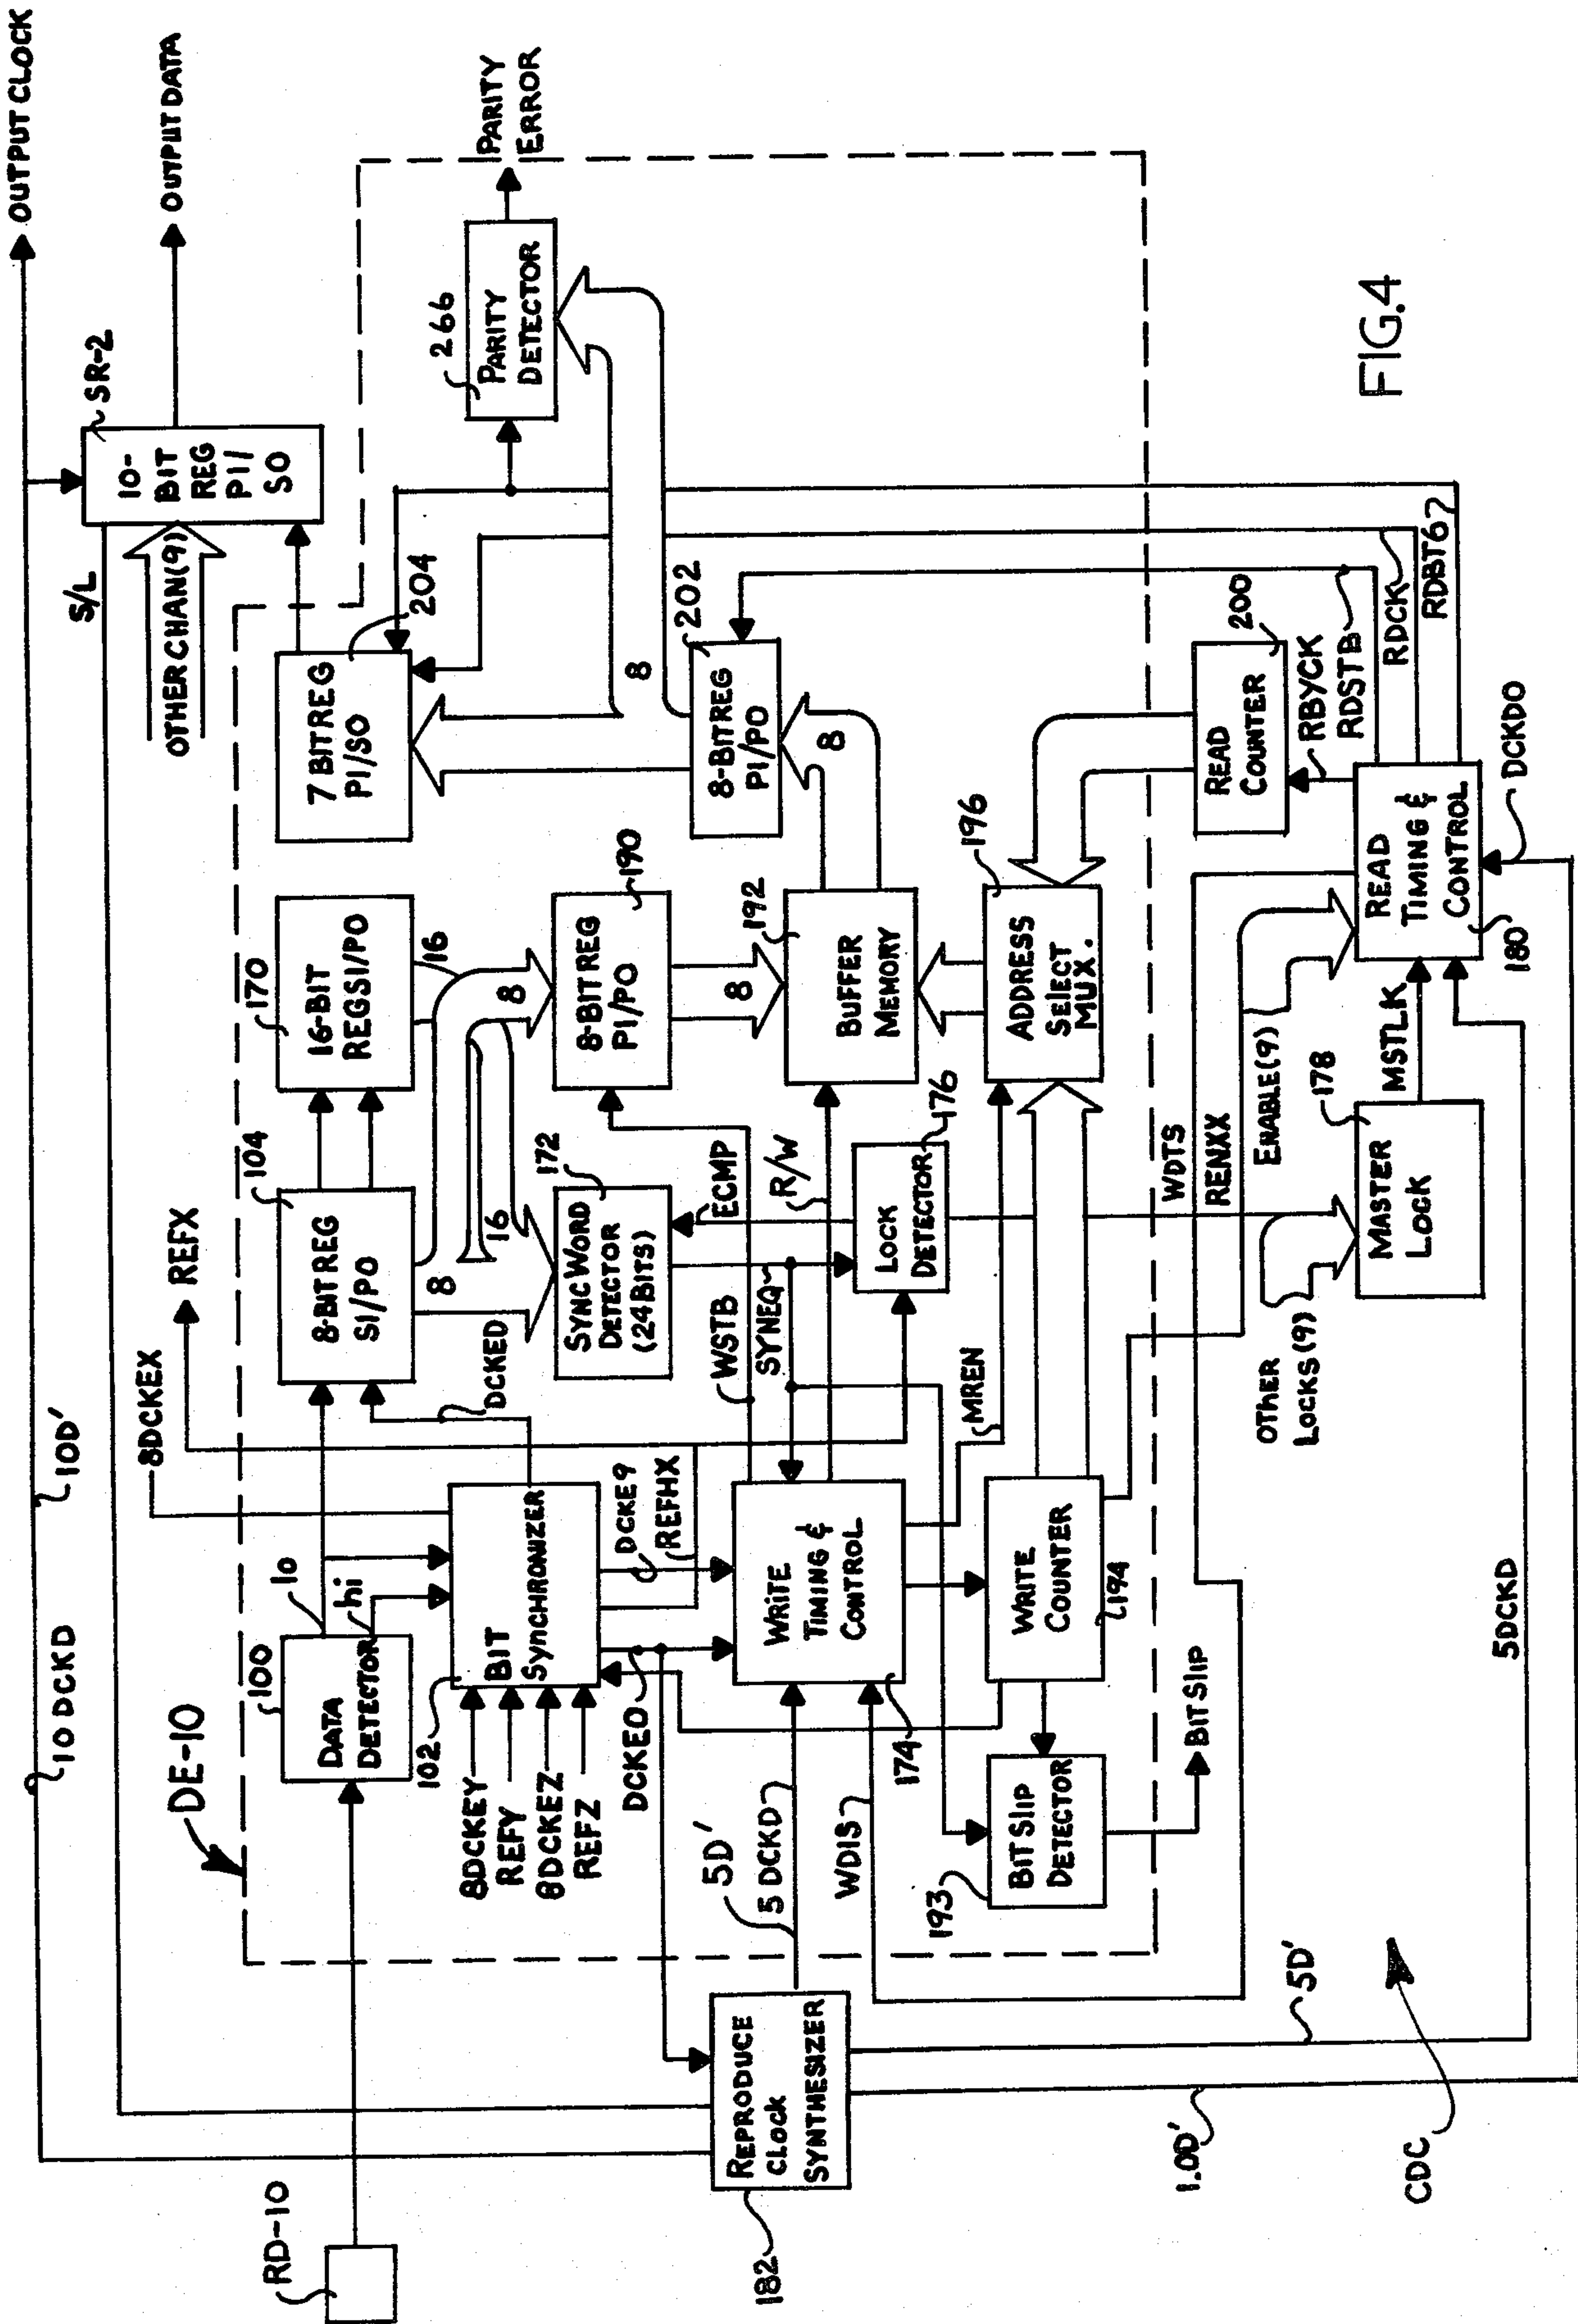 OUTPUT CLOCK
OUTPUT DATA
10 DCKD
10D'
S/L
SR-2
10-
BIT
REG
PI/
SO
OTHER CHAN(9)
8DCKEX
REFX
DE-10
RD-10
100
DATA
DETECTOR
10
hi
104
8-BIT REG
SI/PO
170
16-BIT
REGSI/PO
7 BIT REG
PI/SO
204
PARITY
ERROR
266
PARITY
DETECTOR
102
BIT
SYNCHRONIZER
8DCKEY
REFY
8DCKEZ
REFZ
DCKED
8
16
16
8
172
SYNC WORD
DETECTOR
(24 BITS)
190
8-BIT REG
PI/PO
202
8-BIT REG
PI/PO
8
DCKEO
DCKE9
REFHX
WSTB
SYNEQ
ECMP
R/W
8
192
BUFFER
MEMORY
8
182
REPRODUCE
CLOCK
SYNTHESIZER
5D'
5 DCKD
WDIS
WRITE
TIMING &
CONTROL
174
LOCK
DETECTOR
176
MREN
196
ADDRESS
SELECT
MUX.
193
BIT SLIP
DETECTOR
WRITE
COUNTER
194
BIT SLIP
WDTS
RENXX
ENABLE(9)
OTHER
LOCKS(9)
READ
COUNTER
200
RBYCK
RDSTB
RDCK
RDBT6
178
MASTER
LOCK
MSTLK
READ
TIMING &
CONTROL
180
DCKDO
5DCKD
5D'
1.0D'
CDC
FIG.4